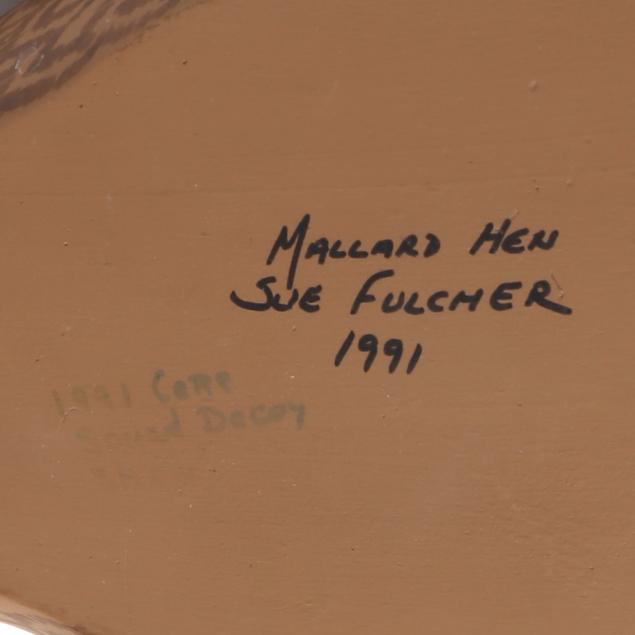 MALLARD HEN
SUE FULCHER
1991
1991 CORE
SOUND DECOY